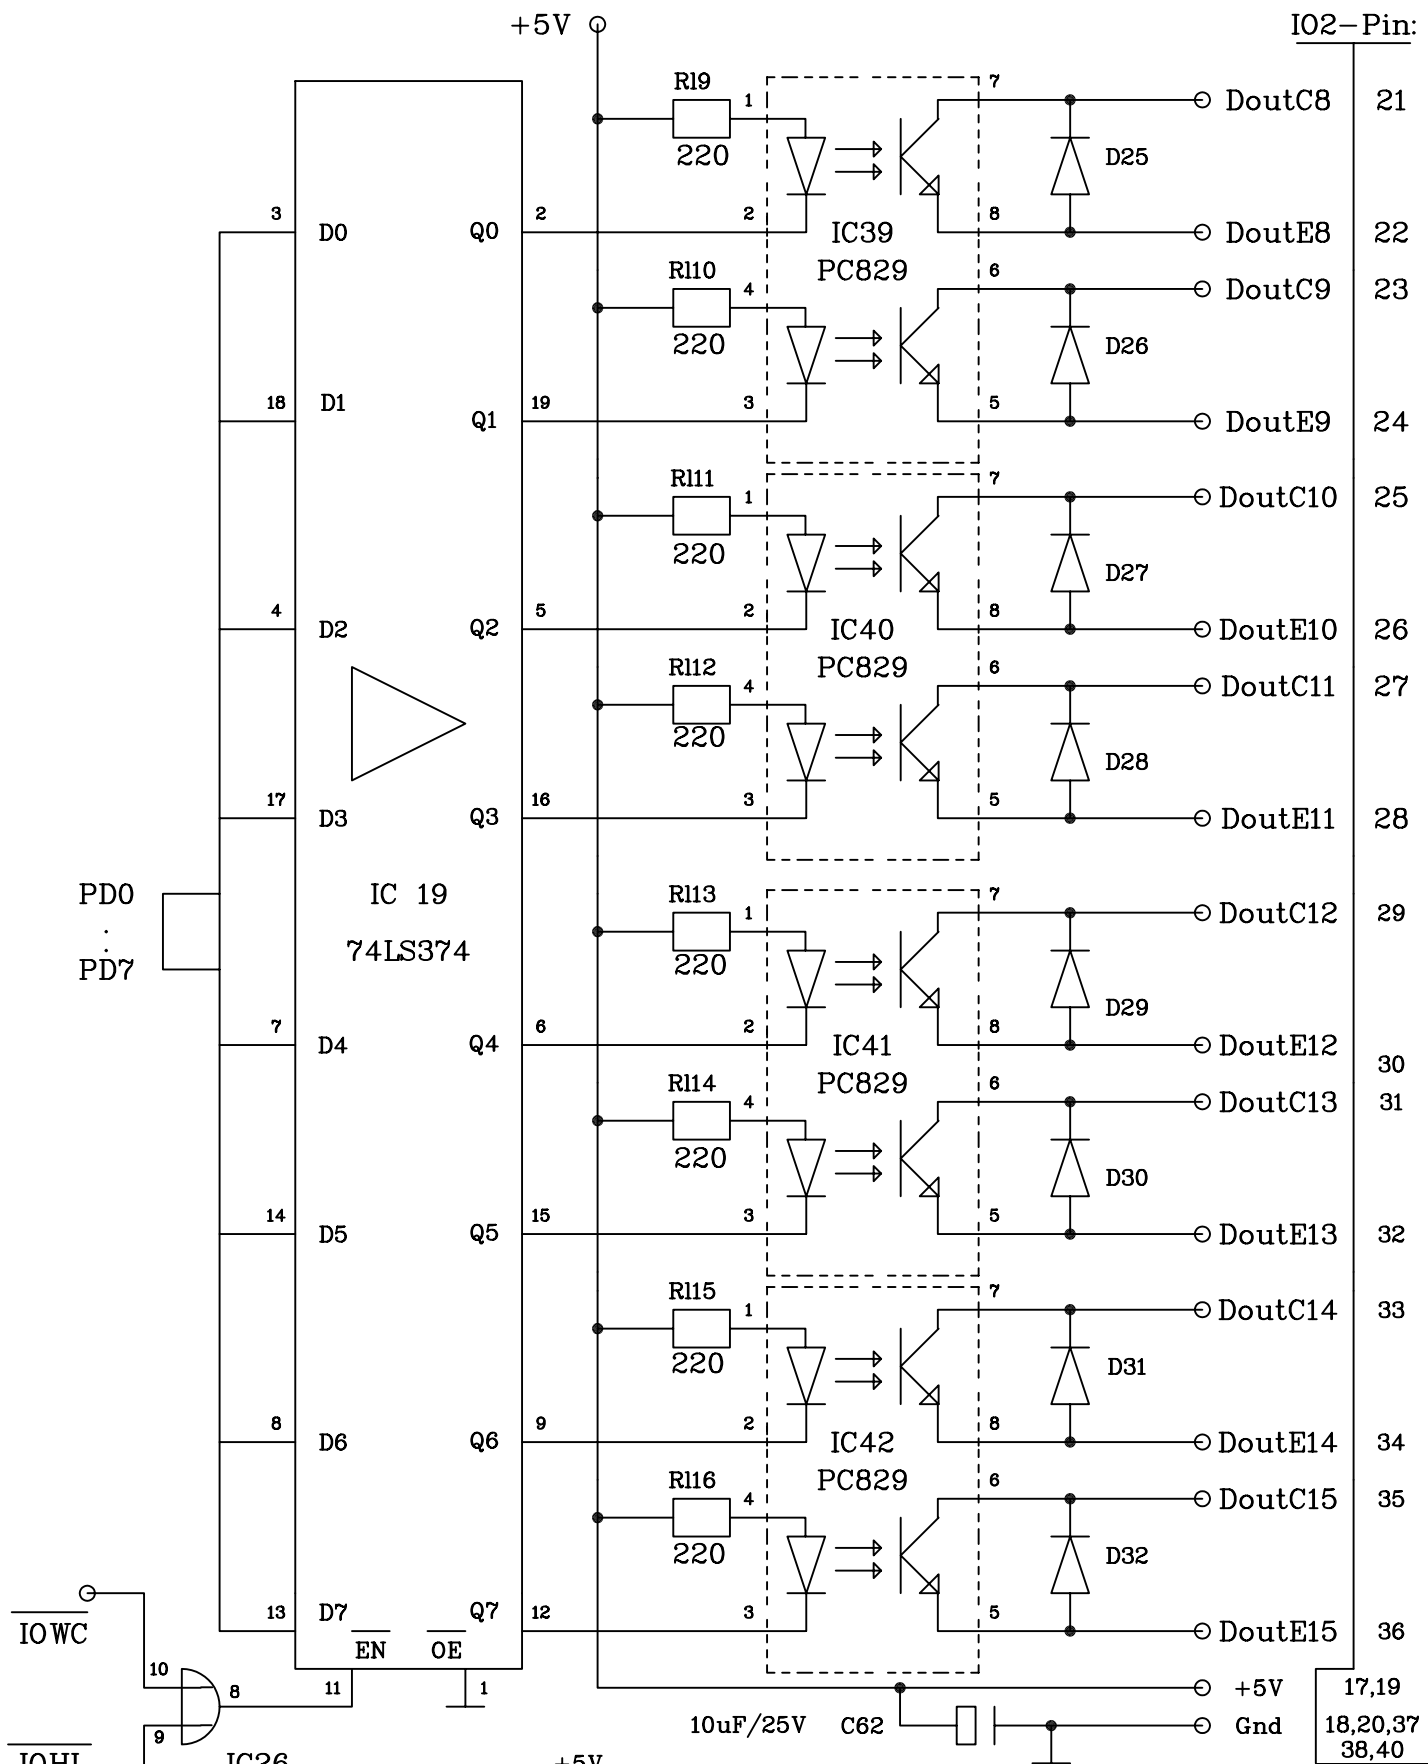 +5V
IO2-Pin:
Rl9
1
7
DoutC8
21
220
D25
3
D0
Q0
2
2
IC39
8
DoutE8
22
PC829
Rl10
4
6
DoutC9
23
220
D26
18
D1
Q1
19
3
5
DoutE9
24
Rl11
1
7
DoutC10
25
220
D27
4
D2
Q2
5
2
IC40
8
DoutE10
26
PC829
Rl12
4
6
DoutC11
27
220
D28
17
D3
Q3
16
3
5
DoutE11
28
PD0
.
.
PD7
IC 19
74LS374
Rl13
1
7
DoutC12
29
220
D29
7
D4
Q4
6
2
IC41
8
DoutE12
30
PC829
Rl14
4
6
DoutC13
31
220
D30
14
D5
Q5
15
3
5
DoutE13
32
Rl15
1
7
DoutC14
33
220
D31
8
D6
Q6
9
2
IC42
8
DoutE14
34
PC829
Rl16
4
6
DoutC15
35
220
D32
13
D7
Q7
12
3
5
DoutE15
36
IOWC
EN
OE
10
8
11
1
+5V
17,19
9
10uF/25V
C62
Gnd
18,20,37
38,40
IOHL
IC26
+5V